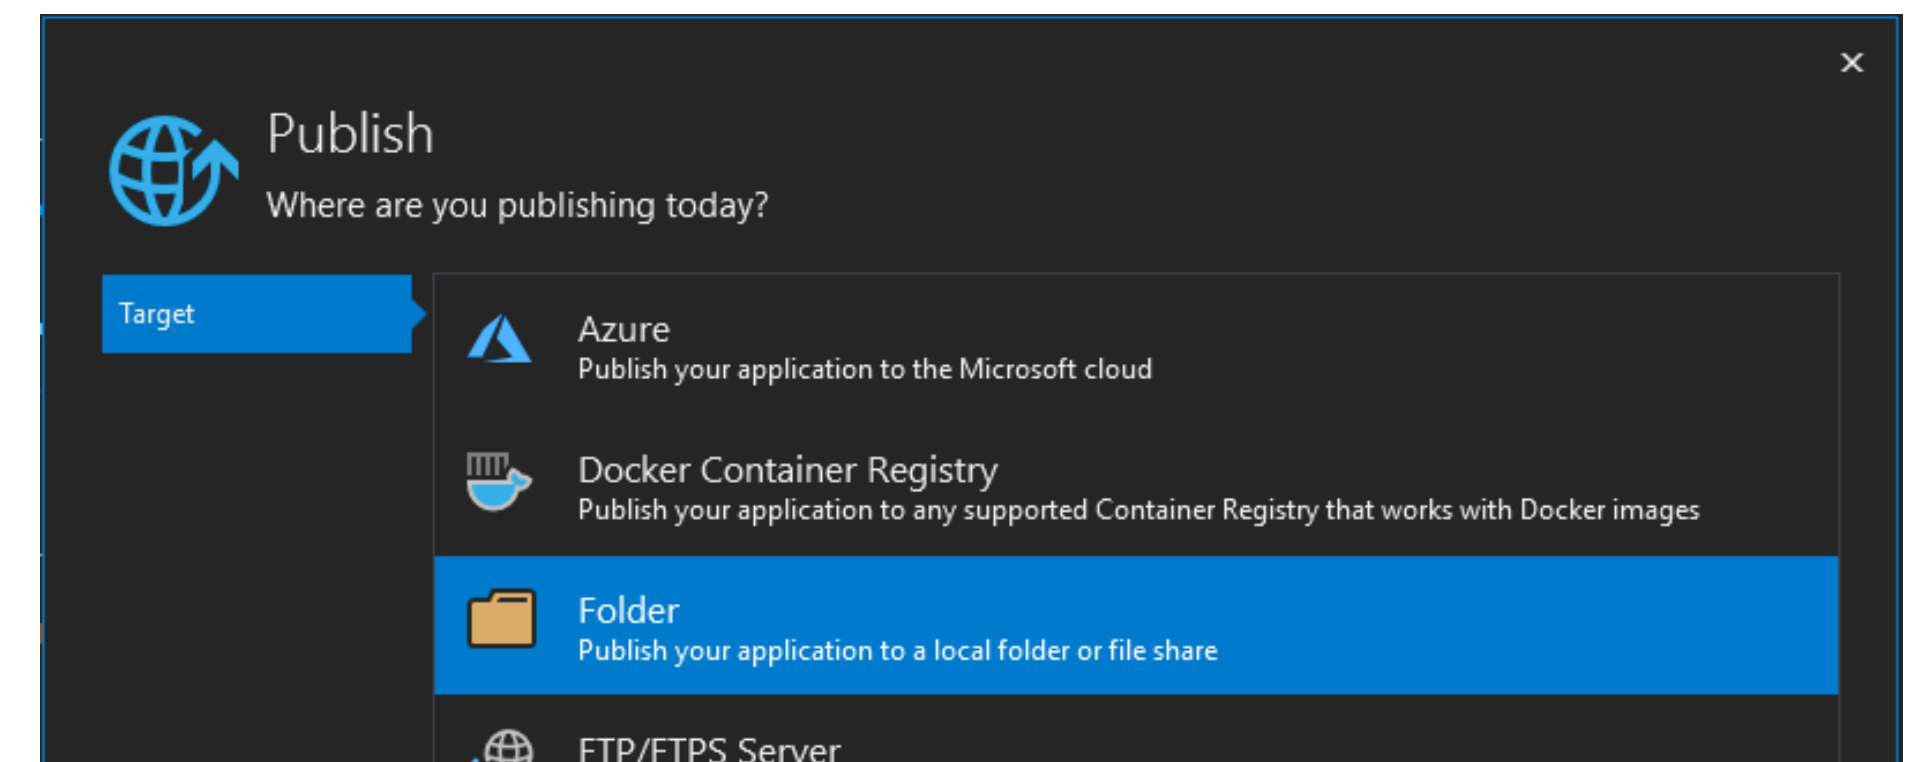 Publish
Where are you publishing today?
Target
Azure
Publish your application to the Microsoft cloud
Docker Container Registry
Publish your application to any supported Container Registry that works with Docker images
Folder
Publish your application to a local folder or file share
FTP/FTPS Server